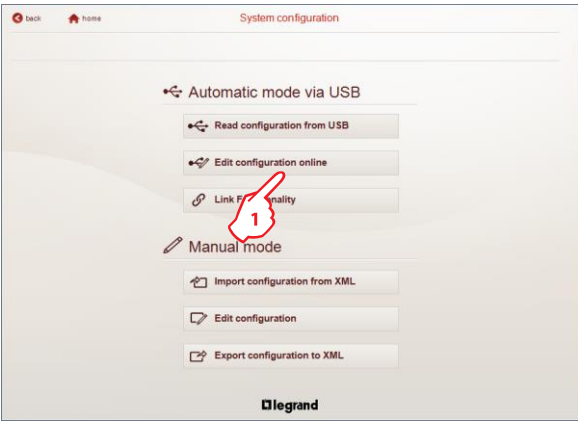 back home System configuration
Automatic mode via USB
Read configuration from USB
Edit configuration online
Link F nality
1
Manual mode
Import configuration from XML
Edit configuration
Export configuration to XML
legrand